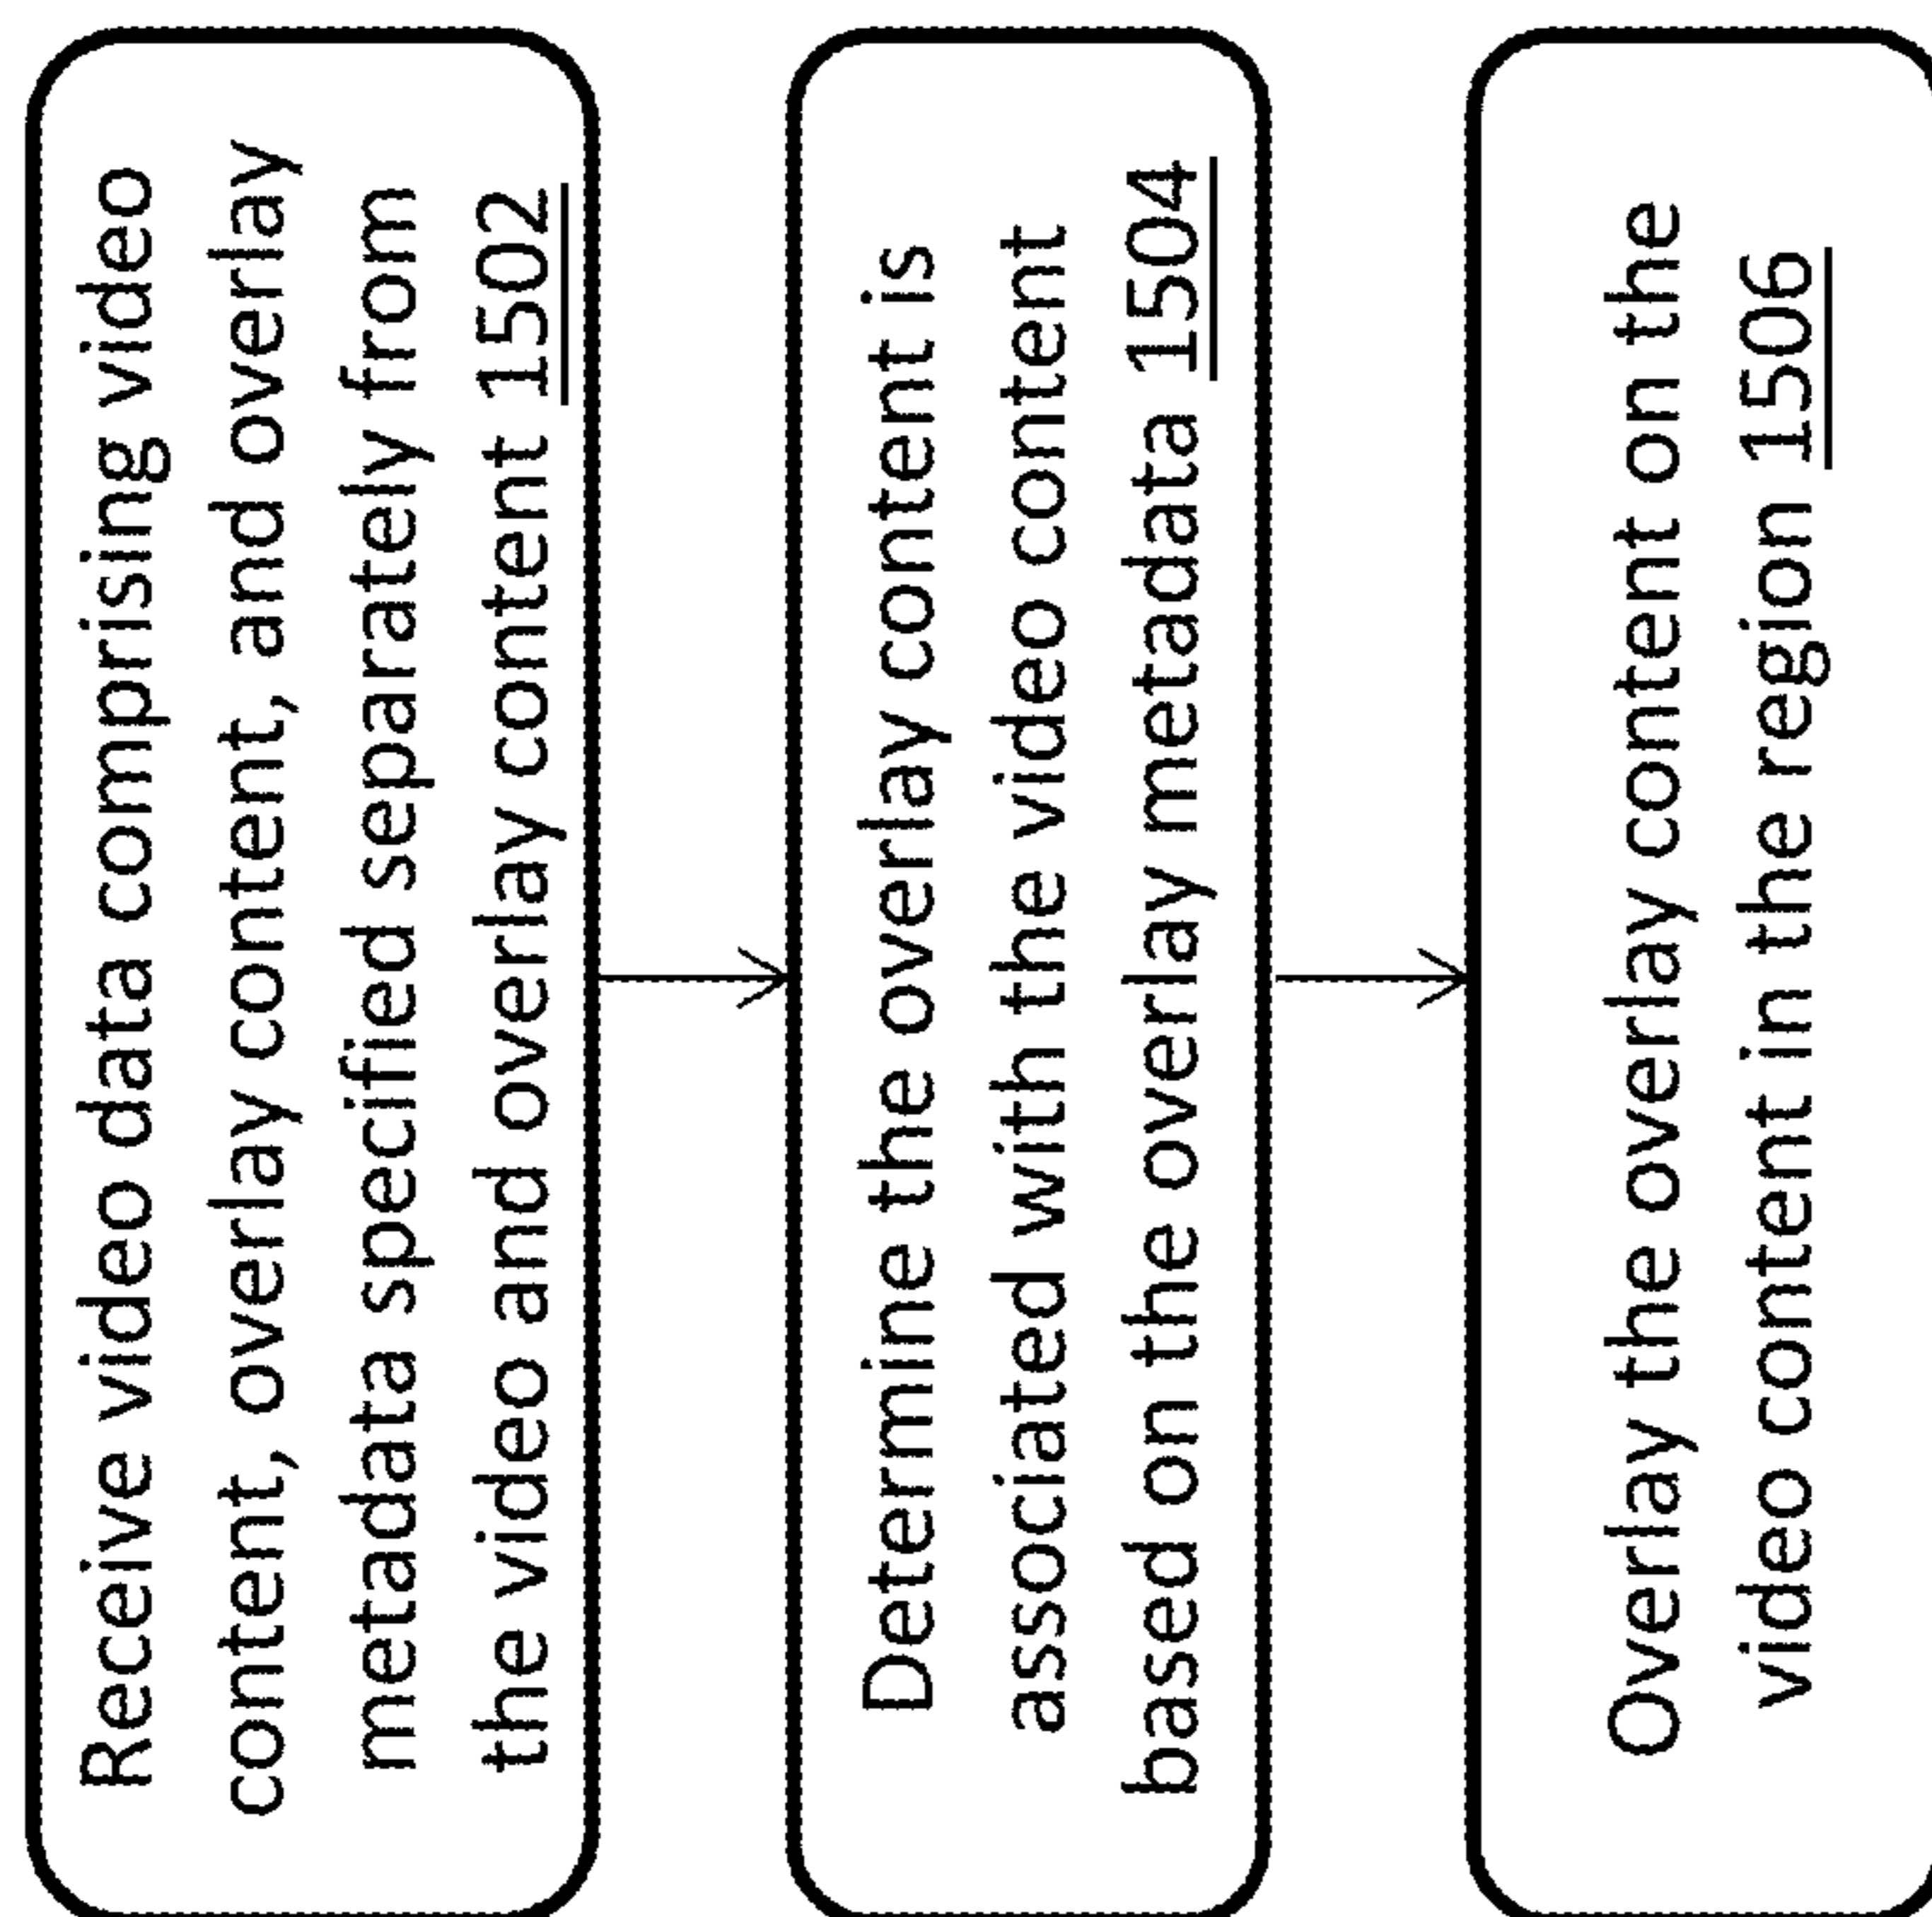 Receive video data comprising video
content, overlay content, and overlay
metadata specified separately from
the video and overlay content 1502
Determine the overlay content is
associated with the video content
based on the overlay metadata 1504
Overlay the overlay content on the
video content in the region 1506